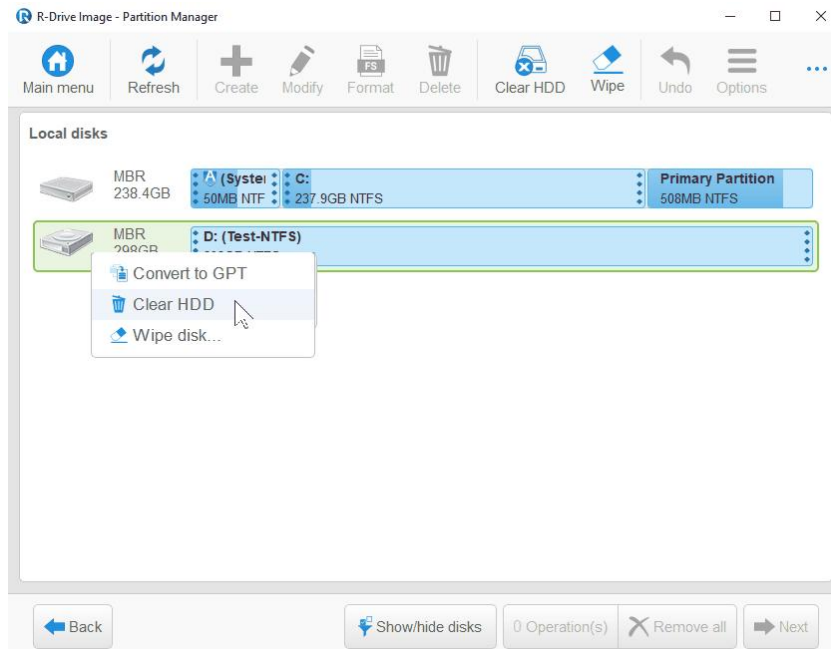 R-Drive Image - Partition Manager
Main menu
Refresh
Create
Modify
FS
Format
Delete
Clear HDD
Wipe
Undo
Options
Local disks
MBR
238.4GB
(Syster
50MB NTF
C:
237.9GB NTFS
Primary Partition
508MB NTFS
MBR
298GB
D: (Test-NTFS)
Convert to GPT
Clear HDD
Wipe disk...
Back
Show/hide disks
0 Operation(s)
Remove all
Next